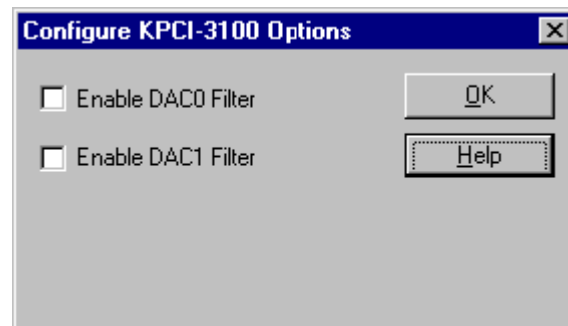 Configure KPCI-3100 Options
Enable DAC0 Filter
OK
Enable DAC1 Filter
Help